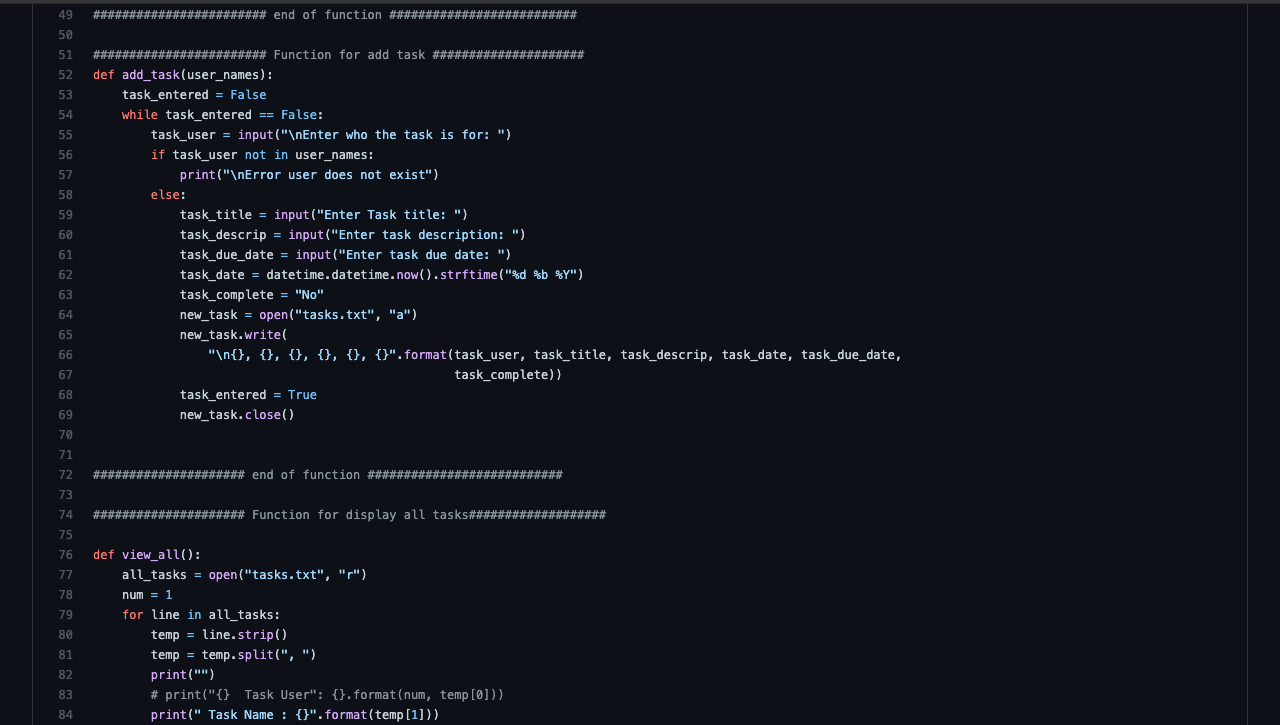 49 ######################## end of function ##########################
50
51 ######################## Function for add task #####################
52 def add_task(user_names):
53     task_entered = False
54     while task_entered == False:
55         task_user = input("\nEnter who the task is for: ")
56         if task_user not in user_names:
57             print("\nError user does not exist")
58         else:
59             task_title = input("Enter Task title: ")
60             task_descrip = input("Enter task description: ")
61             task_due_date = input("Enter task due date: ")
62             task_date = datetime.datetime.now().strftime("%d %b %Y")
63             task_complete = "No"
64             new_task = open("tasks.txt", "a")
65             new_task.write(
66                 "\n{}, {}, {}, {}, {}, {}".format(task_user, task_title, task_descrip, task_date, task_due_date,
67                                                   task_complete))
68             task_entered = True
69             new_task.close()
70
71
72 ##################### end of function ###########################
73
74 ##################### Function for display all tasks###################
75
76 def view_all():
77     all_tasks = open("tasks.txt", "r")
78     num = 1
79     for line in all_tasks:
80         temp = line.strip()
81         temp = temp.split(", ")
82         print("")
83         # print("{}  Task User": {}.format(num, temp[0]))
84         print(" Task Name : {}".format(temp[1]))